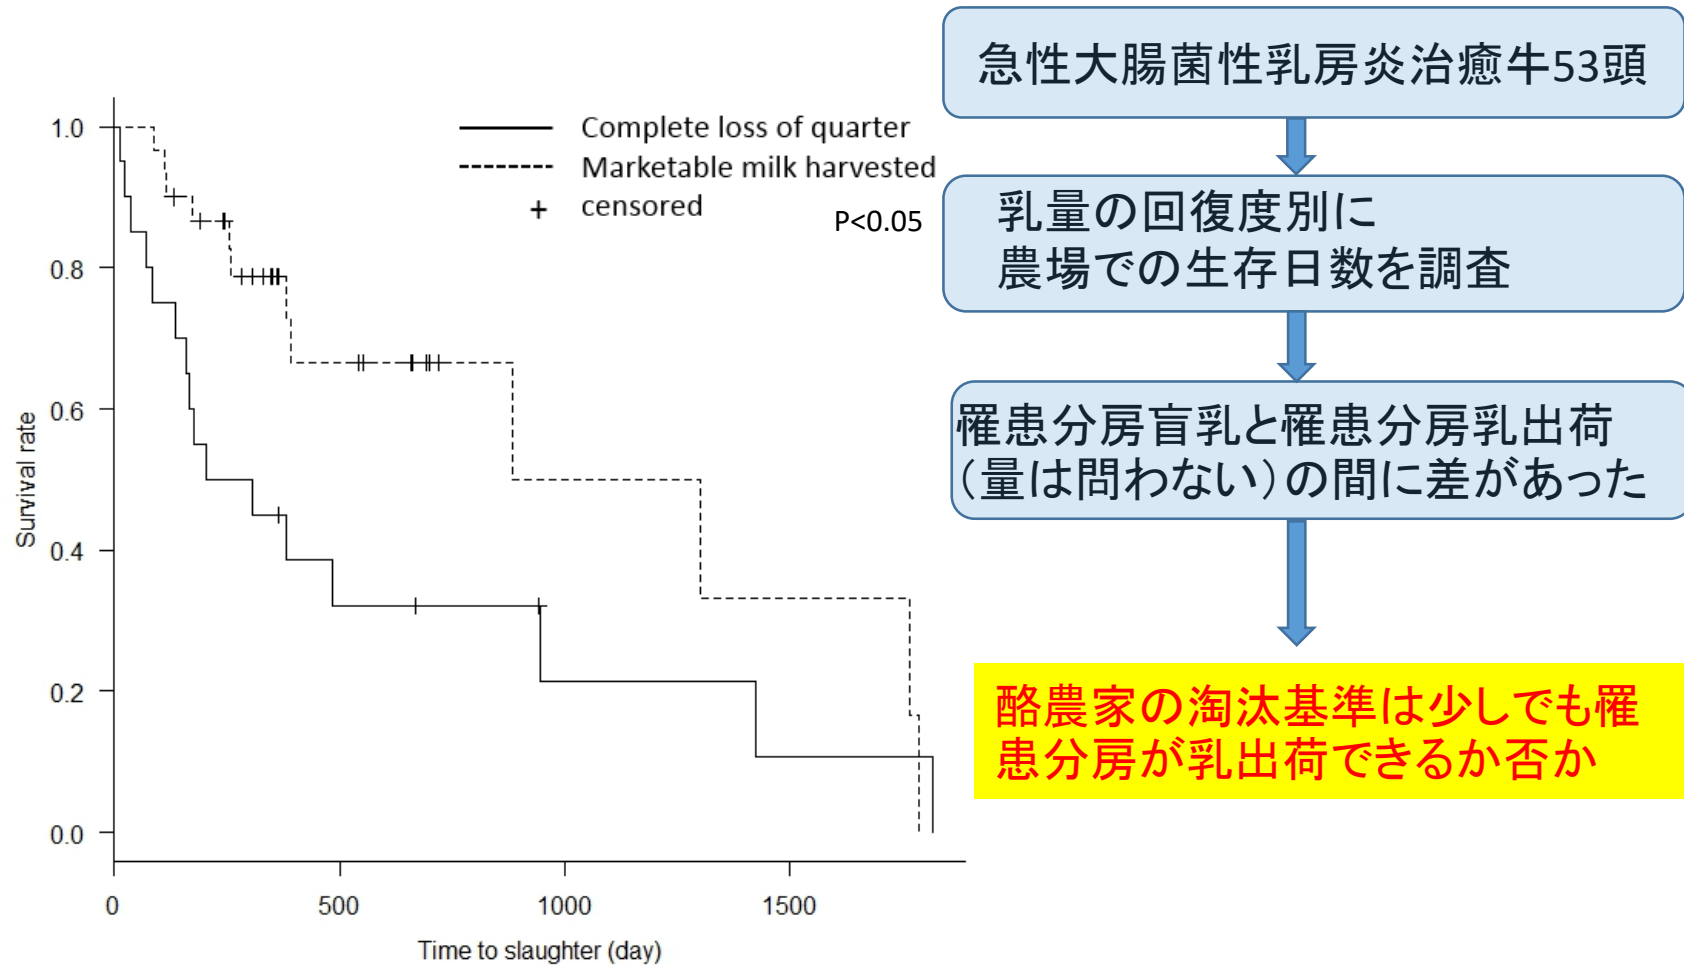 急性大腸菌性乳房炎治癒牛53頭
乳量の回復度別に
農場での生存日数を調査
罹患分房盲乳と罹患分房乳出荷
（量は問わない）の間に差があった
酪農家の淘汰基準は少しでも罹
患分房が乳出荷できるか否か
Complete loss of quarter
Marketable milk harvested
+ censored
P<0.05
Survival rate
1.0
0.8
0.6
0.4
0.2
0.0
0 500 1000 1500
Time to slaughter (day)